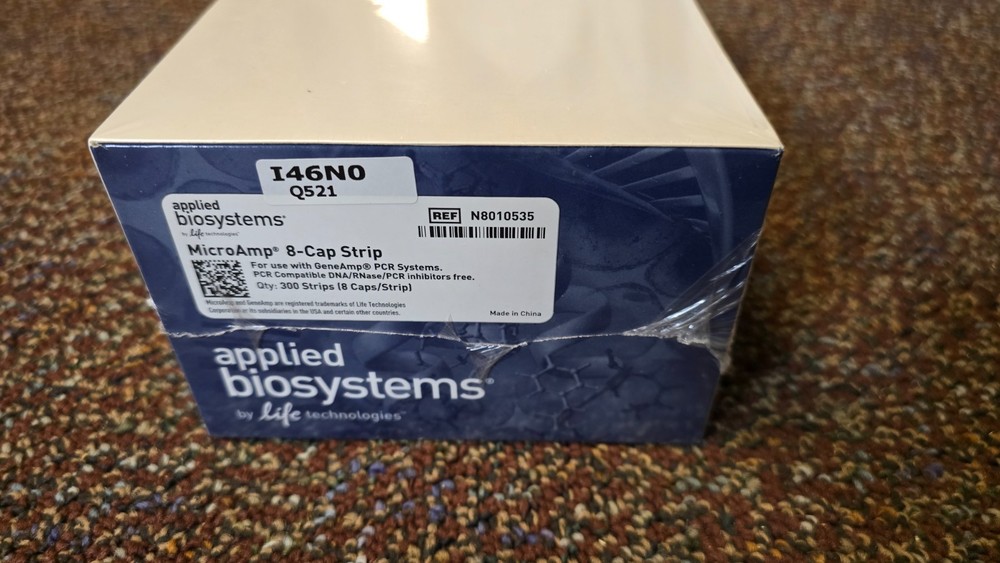 I46N0
Q521
applied
biosystems®
by life technologies™
REF N8010535
MicroAmp® 8-Cap Strip
For use with GeneAmp® PCR Systems.
PCR Compatible DNA/RNase/PCR inhibitors free.
Qty: 300 Strips (8 Caps/Strip)
MicroAmp and GeneAmp are registered trademarks of Life Technologies
Corporation or its subsidiaries in the USA and certain other countries.
Made in China
applied
biosystems®
by life technologies™